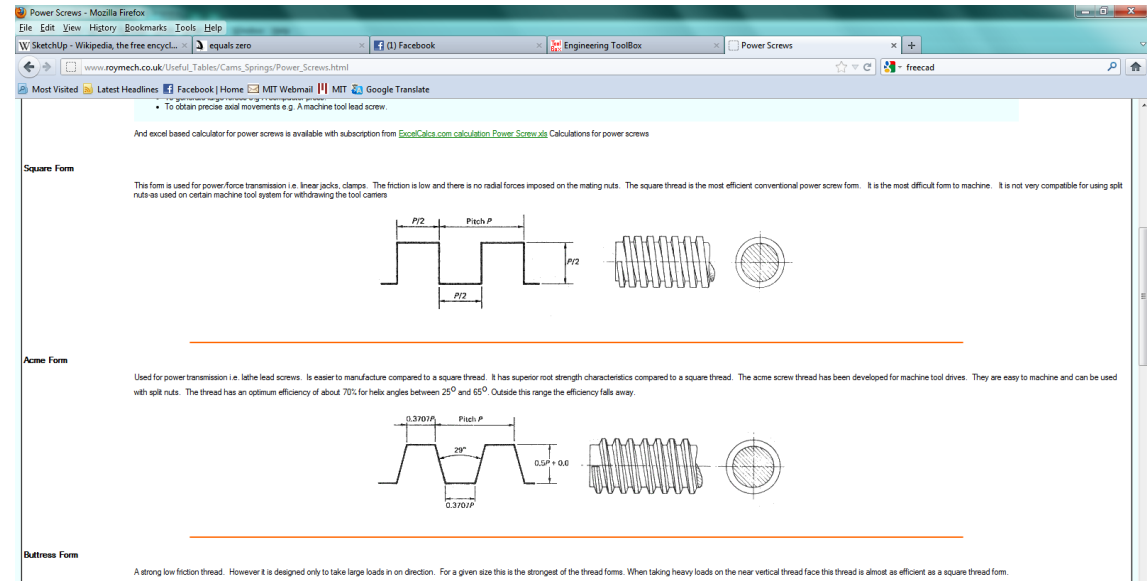 Power Screws - Mozilla Firefox
File Edit View History Bookmarks Tools Help
SketchUp - Wikipedia, the free encycl... equals zero (1) Facebook Engineering ToolBox Power Screws
www.roymech.co.uk/Useful_Tables/Cams_Springs/Power_Screws.html freecad
Most Visited Latest Headlines Facebook | Home MIT Webmail MIT Google Translate
• To obtain precise axial movements e.g. A machine tool lead screw.
And excel based calculator for power screws is available with subscription from ExcelCalcs.com calculation Power Screw.xls Calculations for power screws
Square Form
This form is used for power/force transmission i.e. linear jacks, clamps. The friction is low and there is no radial forces imposed on the mating nuts. The square thread is the most efficient conventional power screw form. It is the most difficult form to machine. It is not very compatible for using split
nuts-as used on certain machine tool system for withdrawing the tool carriers
P/2 Pitch P
P/2
P/2
Acme Form
Used for power transmission i.e. lathe lead screws. Is easier to manufacture compared to a square thread. It has superior root strength characteristics compared to a square thread. The acme screw thread has been developed for machine tool drives. They are easy to machine and can be used
with split nuts. The thread has an optimum efficiency of about 70% for helix angles between 25° and 65°. Outside this range the efficiency falls away.
0.3707P Pitch P
29°
0.5P + 0.0
0.3707P
Buttress Form
A strong low friction thread. However it is designed only to take large loads in on direction. For a given size this is the strongest of the thread forms. When taking heavy loads on the near vertical thread face this thread is almost as efficient as a square thread form.